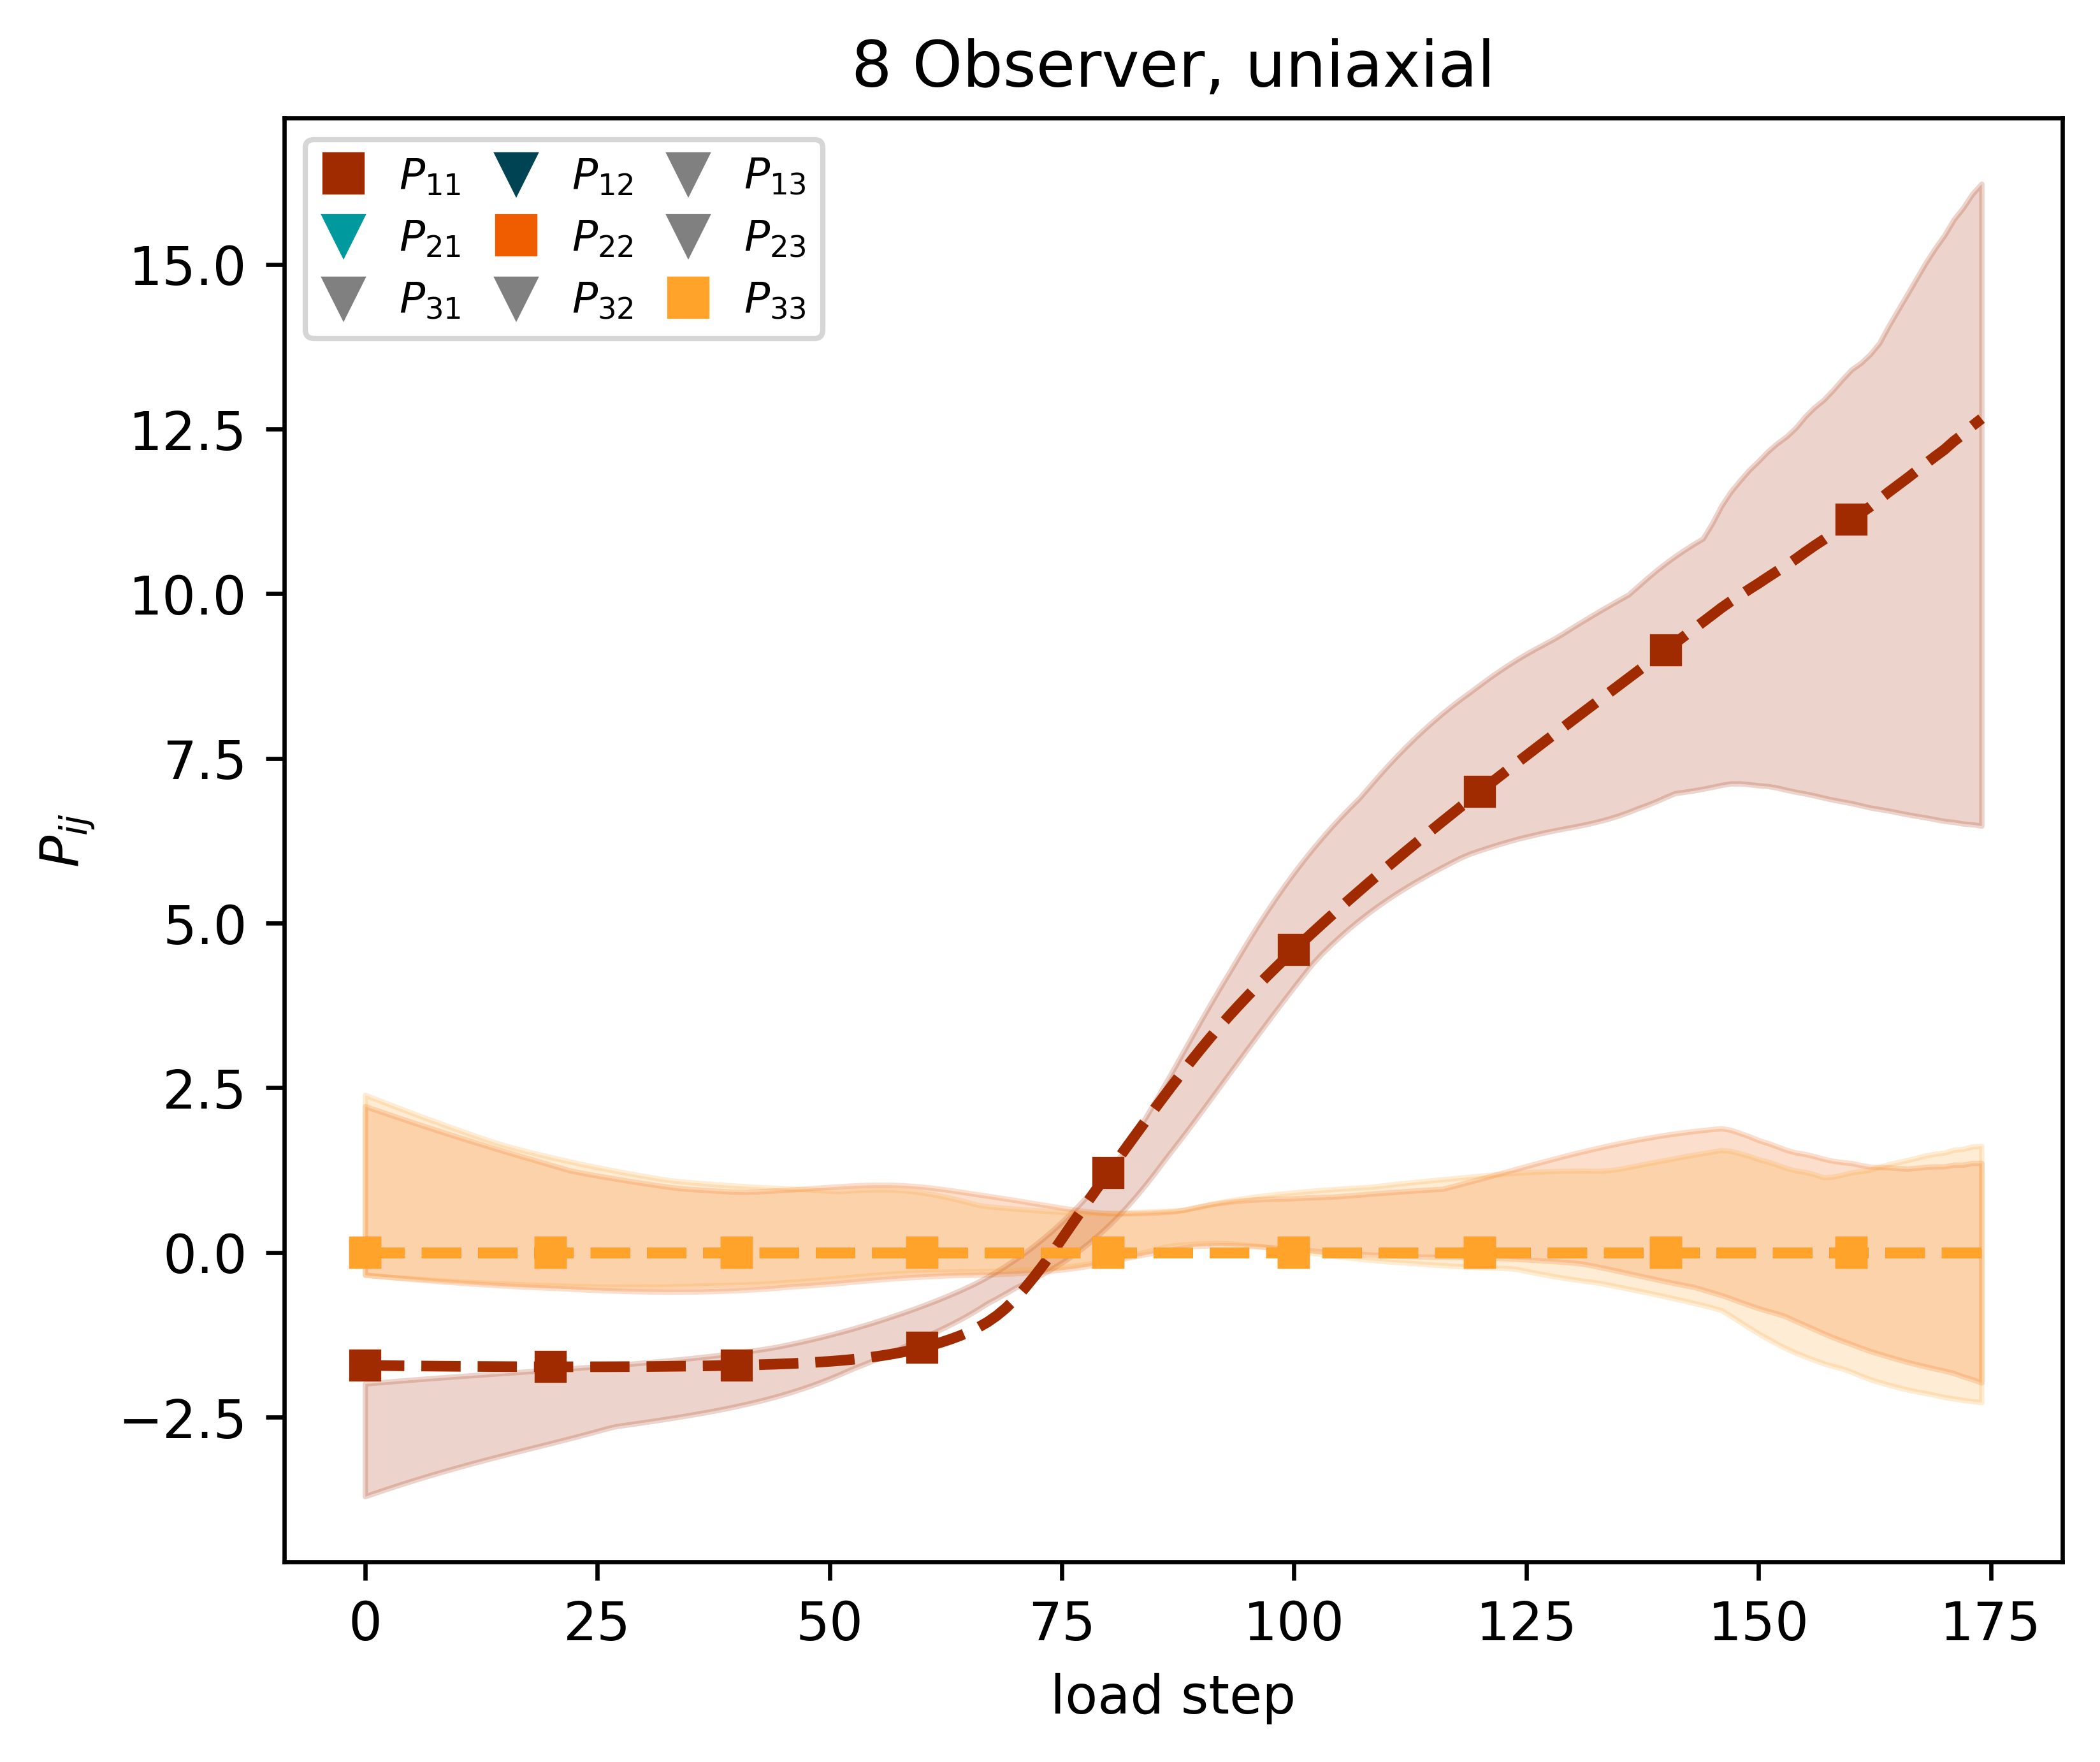 8 Observer, uniaxial
P11 P12 P13
P21 P22 P23
P31 P32 P33
15.0
12.5
10.0
7.5
5.0
2.5
0.0
−2.5
Pij
0 25 50 75 100 125 150 175
load step